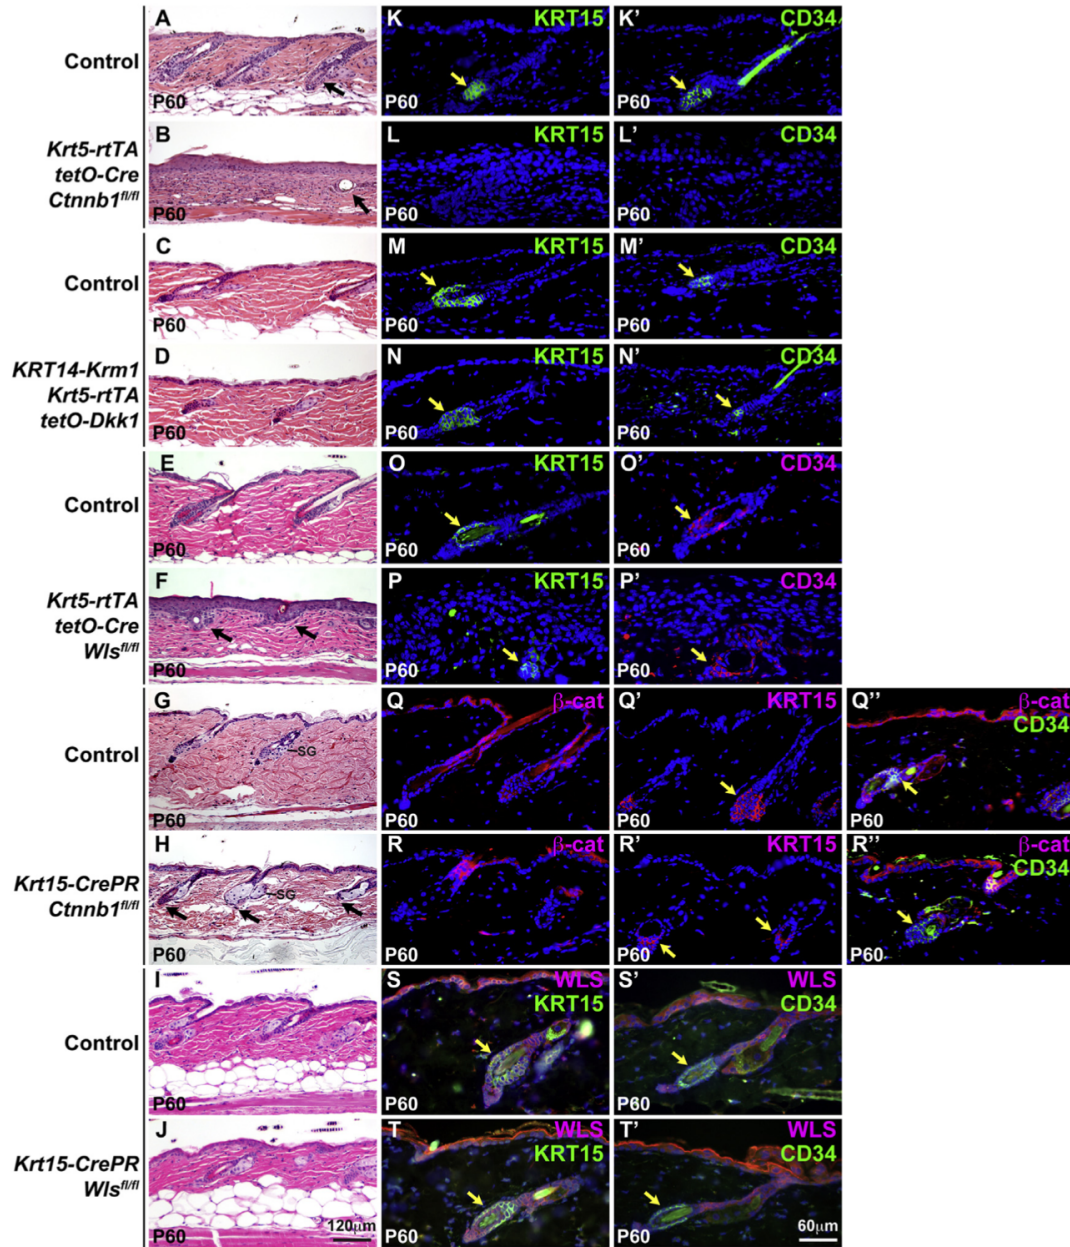 Control
A
P60
K
KRT15
P60
K’
CD34
P60
Krt5-rtTA
tetO-Cre
Ctnnb1fl/fl
B
P60
L
KRT15
P60
L’
CD34
P60
Control
C
P60
M
KRT15
P60
M’
CD34
P60
KRT14-Krm1
Krt5-rtTA
tetO-Dkk1
D
P60
N
KRT15
P60
N’
CD34
P60
Control
E
P60
O
KRT15
P60
O’
CD34
P60
Krt5-rtTA
tetO-Cre
Wlsfl/fl
F
P60
P
KRT15
P60
P’
CD34
P60
Control
G
SG
P60
Q
β-cat
P60
Q’
KRT15
P60
Q’’
β-cat
CD34
P60
Krt15-CrePR
Ctnnb1fl/fl
H
SG
P60
R
β-cat
P60
R’
KRT15
P60
R’’
β-cat
CD34
P60
Control
I
P60
S
WLS
KRT15
P60
S’
WLS
CD34
P60
Krt15-CrePR
Wlsfl/fl
J
120μm
P60
T
WLS
KRT15
P60
T’
WLS
CD34
60μm
P60